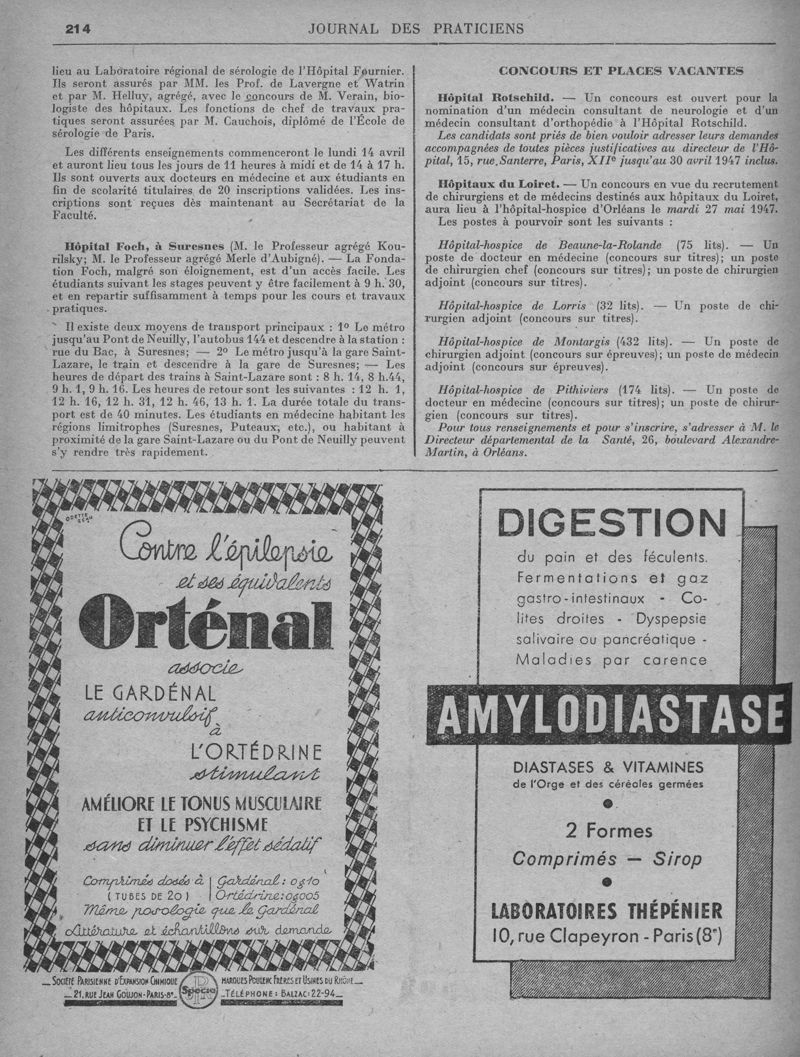 214
JOURNAL DES PRATICIENS
lieu au Laboratoire régional de sérologie de l'Hôpital Fournier.
Ils seront assurés par MM. les Prof. de Lavergne et Watrin
et par M. Helluy, agrégé, avec le concours de M. Verain, bio-
logiste des hôpitaux. Les fonctions de chef de travaux pra-
tiques seront assurées par M. Cauchois, diplômé de l'École de
sérologie de Paris.
Les différents enseignements commenceront le lundi 14 avril
et auront lieu tous les jours de 11 heures à midi et de 14 à 17 h.
Ils sont ouverts aux docteurs en médecine et aux étudiants en
fin de scolarité titulaires de 20 inscriptions validées. Les ins-
criptions sont reçues dès maintenant au Secrétariat de la
Faculté.
Hôpital Foch, à Suresnes (M. le Professeur agrégé Kou-
rilsky; M. le Professeur agrégé Merle d'Aubigné). — La Fonda-
tion Foch, malgré son éloignement, est d'un accès facile. Les
étudiants suivant les stages peuvent y être facilement à 9 h. 30,
et en repartir suffisamment à temps pour les cours et travaux
pratiques.
Il existe deux moyens de transport principaux : 1º Le métro
jusqu'au Pont de Neuilly, l'autobus 144 et descendre à la station :
rue du Bac, à Suresnes; — 2º Le métro jusqu'à la gare Saint-
Lazare, le train et descendre à la gare de Suresnes; — Les
heures de départ des trains à Saint-Lazare sont : 8 h. 14, 8 h.44,
9 h. 1, 9 h. 16. Les heures de retour sont les suivantes : 12 h. 1,
12 h. 16, 12 h. 31, 12 h. 46, 13 h. 1. La durée totale du trans-
port est de 40 minutes. Les étudiants en médecine habitant les
régions limitrophes (Suresnes, Puteaux, etc.), ou habitant à
proximité de la gare Saint-Lazare ou du Pont de Neuilly peuvent
s'y rendre très rapidement.
CONCOURS ET PLACES VACANTES
Hôpital Rotschild. — Un concours est ouvert pour la
nomination d'un médecin consultant de neurologie et d'un
médecin consultant d'orthopédie à l'Hôpital Rotschild.
Les candidats sont priés de bien vouloir adresser leurs demandes
accompagnées de toutes pièces justificatives au directeur de l'Hô-
pital, 15, rue Santerre, Paris, XIIe jusqu'au 30 avril 1947 inclus.
Hôpitaux du Loiret. — Un concours en vue du recrutement
de chirurgiens et de médecins destinés aux hôpitaux du Loiret,
aura lieu à l'hôpital-hospice d'Orléans le mardi 27 mai 1947.
Les postes à pourvoir sont les suivants :
Hôpital-hospice de Beaune-la-Rolande (75 lits). — Un
poste de docteur en médecine (concours sur titres); un poste
de chirurgien chef (concours sur titres); un poste de chirurgien
adjoint (concours sur titres).
Hôpital-hospice de Lorris (32 lits). — Un poste de chi-
rurgien adjoint (concours sur titres).
Hôpital-hospice de Montargis (432 lits). — Un poste de
chirurgien adjoint (concours sur épreuves); un poste de médecin
adjoint (concours sur épreuves).
Hôpital-hospice de Pithiviers (174 lits). — Un poste de
docteur en médecine (concours sur titres); un poste de chirur-
gien (concours sur titres).
Pour tous renseignements et pour s'inscrire, s'adresser à M. le
Directeur départemental de la Santé, 26, boulevard Alexandre-
Martin, à Orléans.
ODETTE
Contre l'épilepsie
et ses équivalents
Orténal
associe
LE GARDÉNAL
anticonvulsif
à
L'ORTÉDRINE
stimulant
AMÉLIORE LE TONUS MUSCULAIRE
ET LE PSYCHISME
sans diminuer l'effet sédatif
Comprimés dosés à Gardénal : 0g10
(TUBES DE 20) Ortédrine : 0g005
Même posologie que le Gardénal
Littérature et échantillons sur demande
SOCIÉTÉ PARISIENNE D'EXPANSION CHIMIQUE
MARQUES POULENC FRÈRES ET USINES DU RHÔNE
Specia
21, RUE JEAN GOUJON-PARIS-8e
TÉLÉPHONE : BALZAC : 22-94
DIGESTION
du pain et des féculents.
Fermentations et gaz
gastro-intestinaux - Co-
lites droites - Dyspepsie
salivaire ou pancréatique -
Maladies par carence
AMYLODIASTASE
DIASTASES & VITAMINES
de l'Orge et des céréales germées
2 Formes
Comprimés — Sirop
LABORATOIRES THÉPÉNIER
10, rue Clapeyron - Paris (8e)